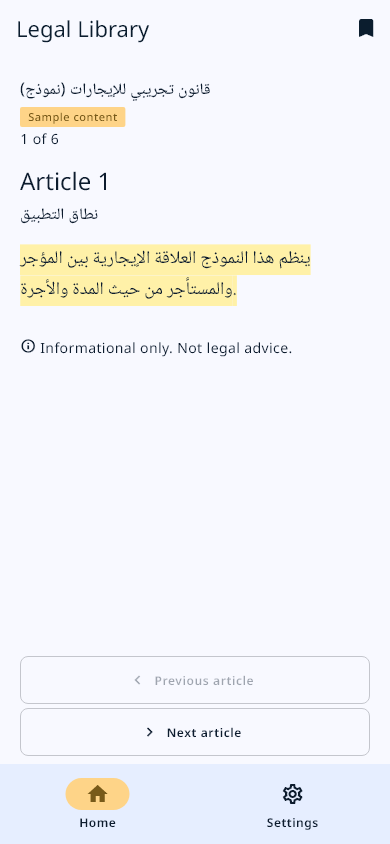 Legal Library
قانون تجريبي للإيجارات (نموذج)
Sample content
1 of 6
Article 1
نطاق التطبيق
ينظم هذا النموذج العلاقة الإيجارية بين المؤجر
والمستأجر من حيث المدة والأجرة.
Informational only. Not legal advice.
Previous article
Next article
Home
Settings